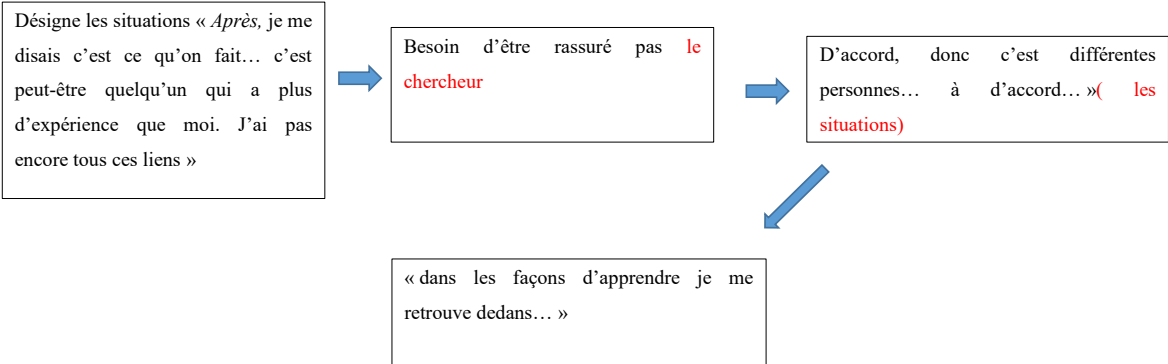 Désigne les situations « Après, je me
disais c’est ce qu’on fait… c’est
peut-être quelqu’un qui a plus
d’expérience que moi. J’ai pas
encore tous ces liens »
Besoin d’être rassuré pas le
chercheur
D’accord, donc c’est différentes
personnes… à d’accord… »( les
situations)
« dans les façons d’apprendre je me
retrouve dedans… »